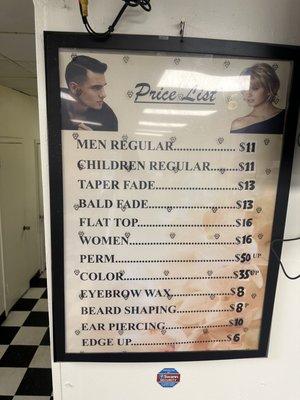 Price List
MEN REGULAR............$11
CHILDREN REGULAR.......$11
TAPER FADE.................$13
BALD FADE..................$13
FLAT TOP....................$16
WOMEN.......................$16
PERM..........................$50 UP
COLOR........................$35 UP
EYEBROW WAX............$8
BEARD SHAPING..........$8
EAR PIERCING.............$10
EDGE UP.....................$6